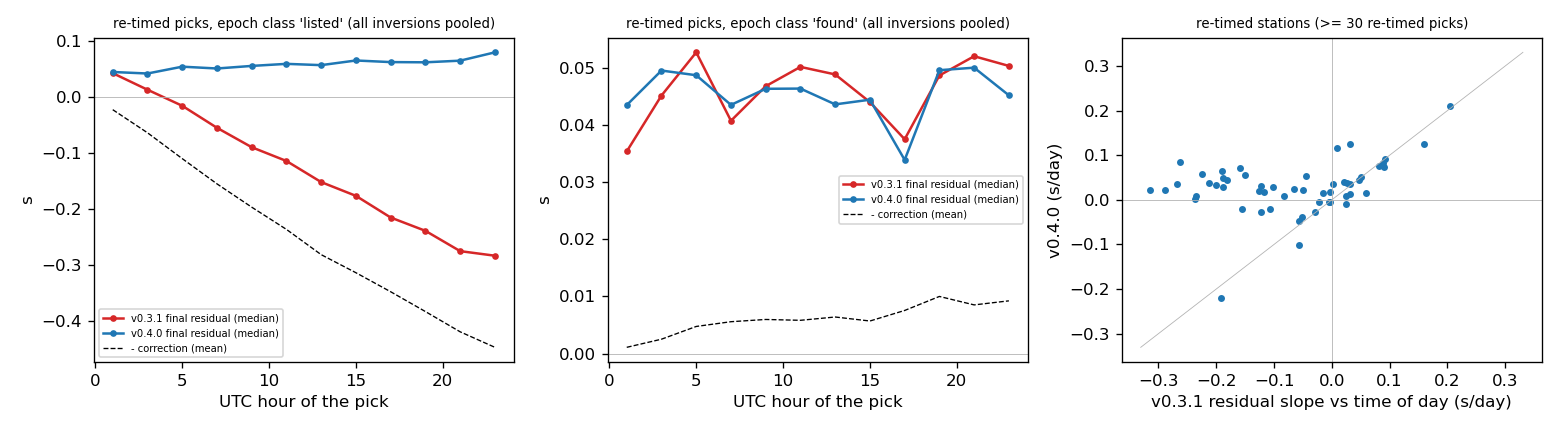 re-timed picks, epoch class 'listed' (all inversions pooled)
0.1
0.0
−0.1
−0.2
−0.3
−0.4
s
0
5
10
15
20
UTC hour of the pick
v0.3.1 final residual (median)
v0.4.0 final residual (median)
- correction (mean)
re-timed picks, epoch class 'found' (all inversions pooled)
0.05
0.04
0.03
0.02
0.01
0.00
s
0
5
10
15
20
UTC hour of the pick
v0.3.1 final residual (median)
v0.4.0 final residual (median)
- correction (mean)
re-timed stations (>= 30 re-timed picks)
0.3
0.2
0.1
0.0
−0.1
−0.2
−0.3
v0.4.0 (s/day)
−0.3
−0.2
−0.1
0.0
0.1
0.2
0.3
v0.3.1 residual slope vs time of day (s/day)